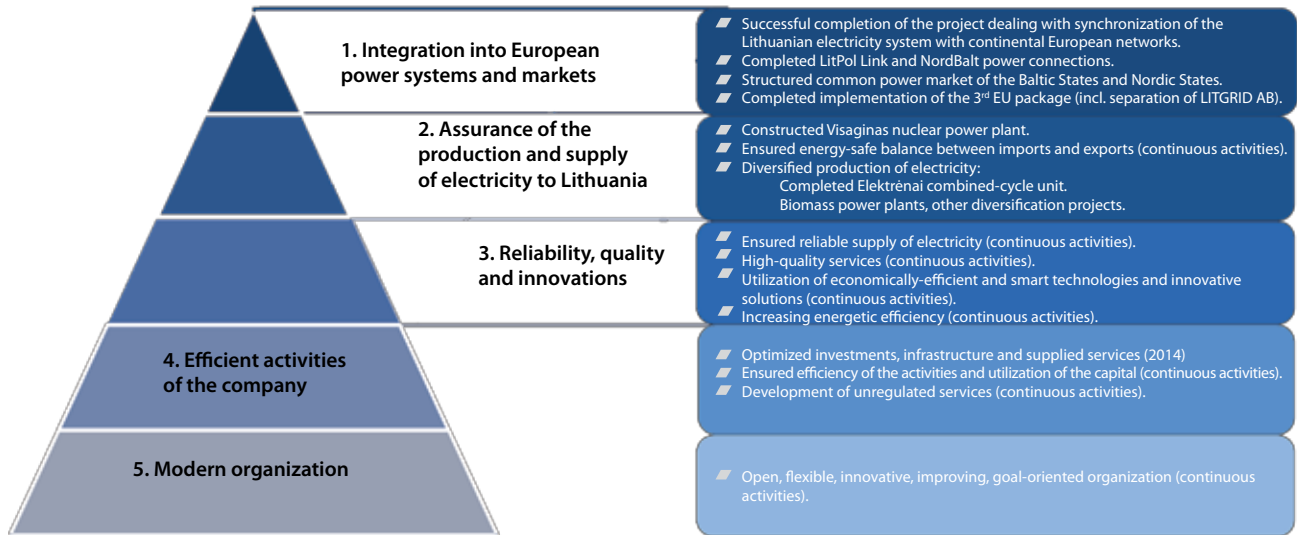 1. Integration into European
power systems and markets
Successful completion of the project dealing with synchronization of the
Lithuanian electricity system with continental European networks.
Completed LitPol Link and NordBalt power connections.
Structured common power market of the Baltic States and Nordic States.
Completed implementation of the 3rd EU package (incl. separation of LITGRID AB).
2. Assurance of the
production and supply
of electricity to Lithuania
Constructed Visaginas nuclear power plant.
Ensured energy-safe balance between imports and exports (continuous activities).
Diversified production of electricity:
Completed Elektrėnai combined-cycle unit.
Biomass power plants, other diversification projects.
3. Reliability, quality
and innovations
Ensured reliable supply of electricity (continuous activities).
High-quality services (continuous activities).
Utilization of economically-efficient and smart technologies and innovative
solutions (continuous activities).
Increasing energetic efficiency (continuous activities).
4. Efficient activities
of the company
Optimized investments, infrastructure and supplied services (2014)
Ensured efficiency of the activities and utilization of the capital (continuous activities).
Development of unregulated services (continuous activities).
5. Modern organization
Open, flexible, innovative, improving, goal-oriented organization (continuous
activities).